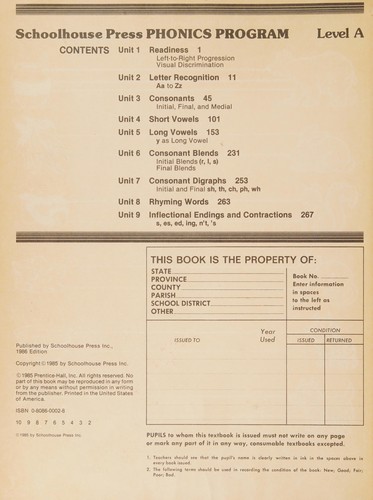 Schoolhouse Press PHONICS PROGRAM Level A
CONTENTS Unit 1 Readiness 1
Left-to-Right Progression
Visual Discrimination
Unit 2 Letter Recognition 11
Aa to Zz
Unit 3 Consonants 45
Initial, Final, and Medial
Unit 4 Short Vowels 101
Unit 5 Long Vowels 153
y as Long Vowel
Unit 6 Consonant Blends 231
Initial Blends (r, l, s)
Final Blends
Unit 7 Consonant Digraphs 253
Initial and Final sh, th, ch, ph, wh
Unit 8 Rhyming Words 263
Unit 9 Inflectional Endings and Contractions 267
s, es, ed, ing, n't, 's
THIS BOOK IS THE PROPERTY OF:
STATE
PROVINCE
COUNTY
PARISH
SCHOOL DISTRICT
OTHER
Book No.
Enter information
in spaces
to the left as
instructed
ISSUED TO
Year
Used
CONDITION
ISSUED RETURNED
Published by Schoolhouse Press Inc.,
1986 Edition
Copyright © 1985 by Schoolhouse Press Inc.
© 1985 Prentice-Hall, Inc. All rights reserved. No
part of this book may be reproduced in any form
or by any means without permission in writing
from the publisher. Printed in the United States
of America.
ISBN 0-8086-0002-6
10 9 8 7 6 5 4 3 2
© 1985 by Schoolhouse Press Inc.
PUPILS to whom this textbook is issued must not write on any page
or mark any part of it in any way, consumable textbooks excepted.
1. Teachers should see that the pupil's name is clearly written in ink in the spaces above in
every book issued.
2. The following terms should be used in recording the condition of the book: New; Good; Fair;
Poor; Bad.